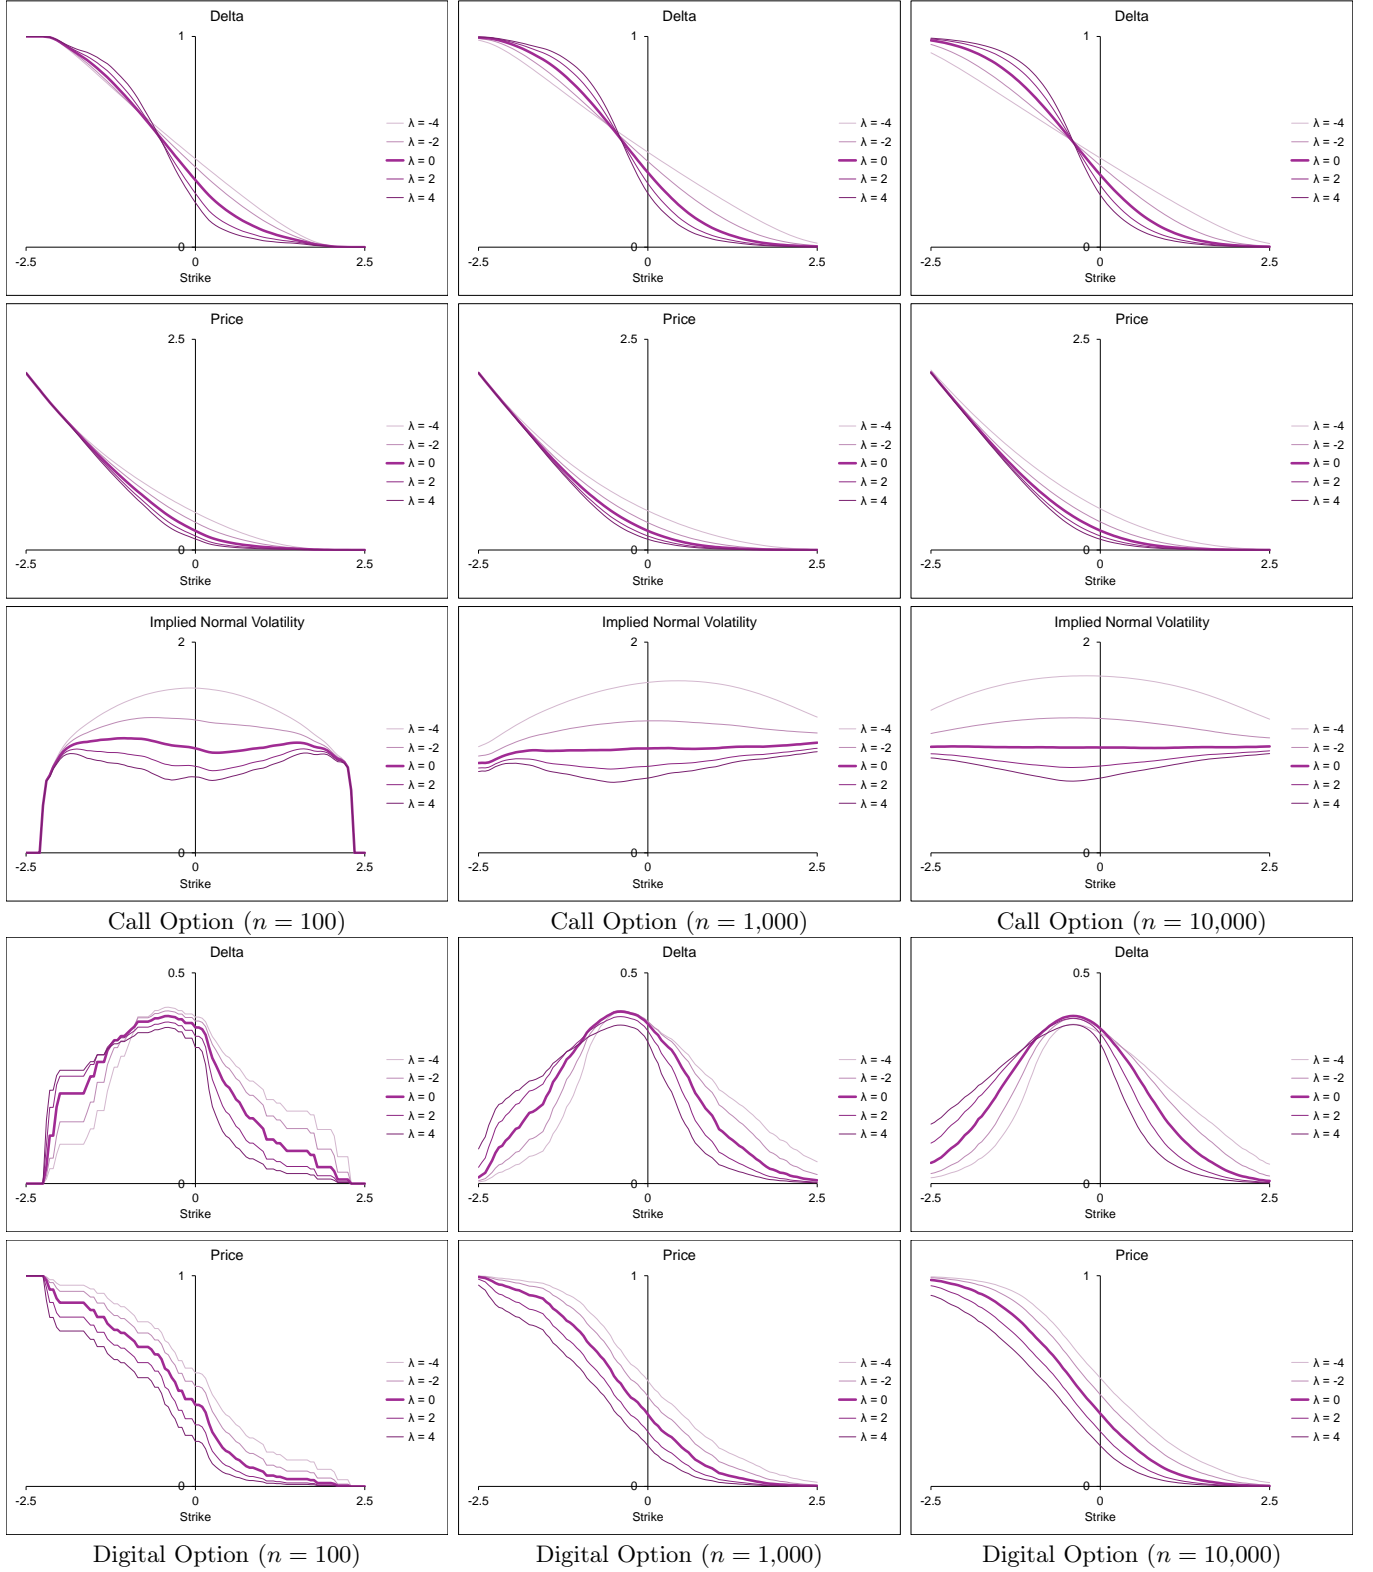 Delta
1
0
-2.5
0
2.5
Strike
λ = -4
λ = -2
λ = 0
λ = 2
λ = 4
Delta
1
0
-2.5
0
2.5
Strike
λ = -4
λ = -2
λ = 0
λ = 2
λ = 4
Delta
1
0
-2.5
0
2.5
Strike
λ = -4
λ = -2
λ = 0
λ = 2
λ = 4
Price
2.5
0
-2.5
0
2.5
Strike
λ = -4
λ = -2
λ = 0
λ = 2
λ = 4
Price
2.5
0
-2.5
0
2.5
Strike
λ = -4
λ = -2
λ = 0
λ = 2
λ = 4
Price
2.5
0
-2.5
0
2.5
Strike
λ = -4
λ = -2
λ = 0
λ = 2
λ = 4
Implied Normal Volatility
2
0
-2.5
0
2.5
Strike
λ = -4
λ = -2
λ = 0
λ = 2
λ = 4
Implied Normal Volatility
2
0
-2.5
0
2.5
Strike
λ = -4
λ = -2
λ = 0
λ = 2
λ = 4
Implied Normal Volatility
2
0
-2.5
0
2.5
Strike
λ = -4
λ = -2
λ = 0
λ = 2
λ = 4
Call Option (n = 100)
Call Option (n = 1,000)
Call Option (n = 10,000)
Delta
0.5
0
-2.5
0
2.5
Strike
λ = -4
λ = -2
λ = 0
λ = 2
λ = 4
Delta
0.5
0
-2.5
0
2.5
Strike
λ = -4
λ = -2
λ = 0
λ = 2
λ = 4
Delta
0.5
0
-2.5
0
2.5
Strike
λ = -4
λ = -2
λ = 0
λ = 2
λ = 4
Price
1
0
-2.5
0
2.5
Strike
λ = -4
λ = -2
λ = 0
λ = 2
λ = 4
Price
1
0
-2.5
0
2.5
Strike
λ = -4
λ = -2
λ = 0
λ = 2
λ = 4
Price
1
0
-2.5
0
2.5
Strike
λ = -4
λ = -2
λ = 0
λ = 2
λ = 4
Digital Option (n = 100)
Digital Option (n = 1,000)
Digital Option (n = 10,000)